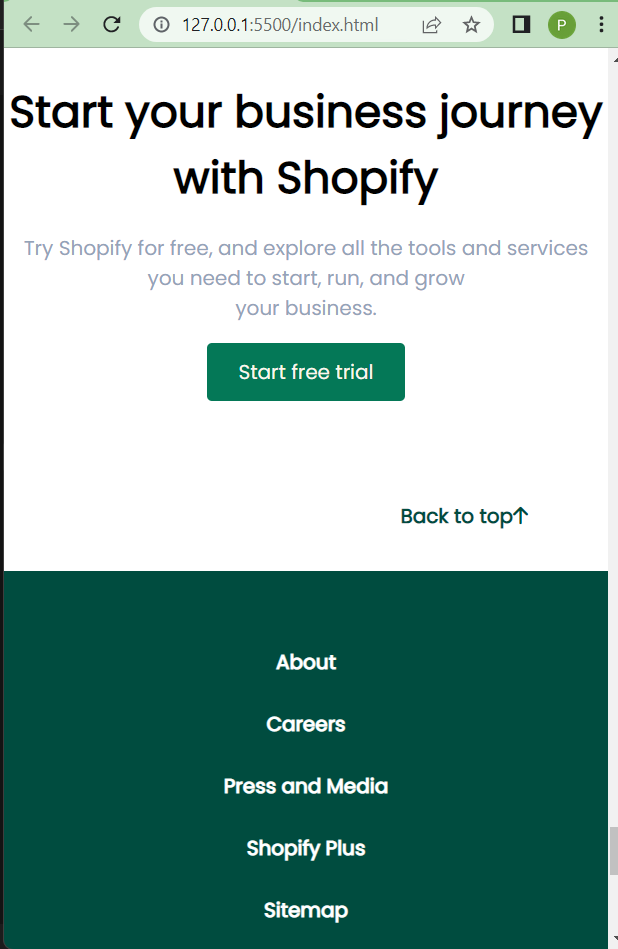 127.0.0.1:5500/index.html
P
Start your business journey
with Shopify
Try Shopify for free, and explore all the tools and services
you need to start, run, and grow
your business.
Start free trial
Back to top↑
About
Careers
Press and Media
Shopify Plus
Sitemap